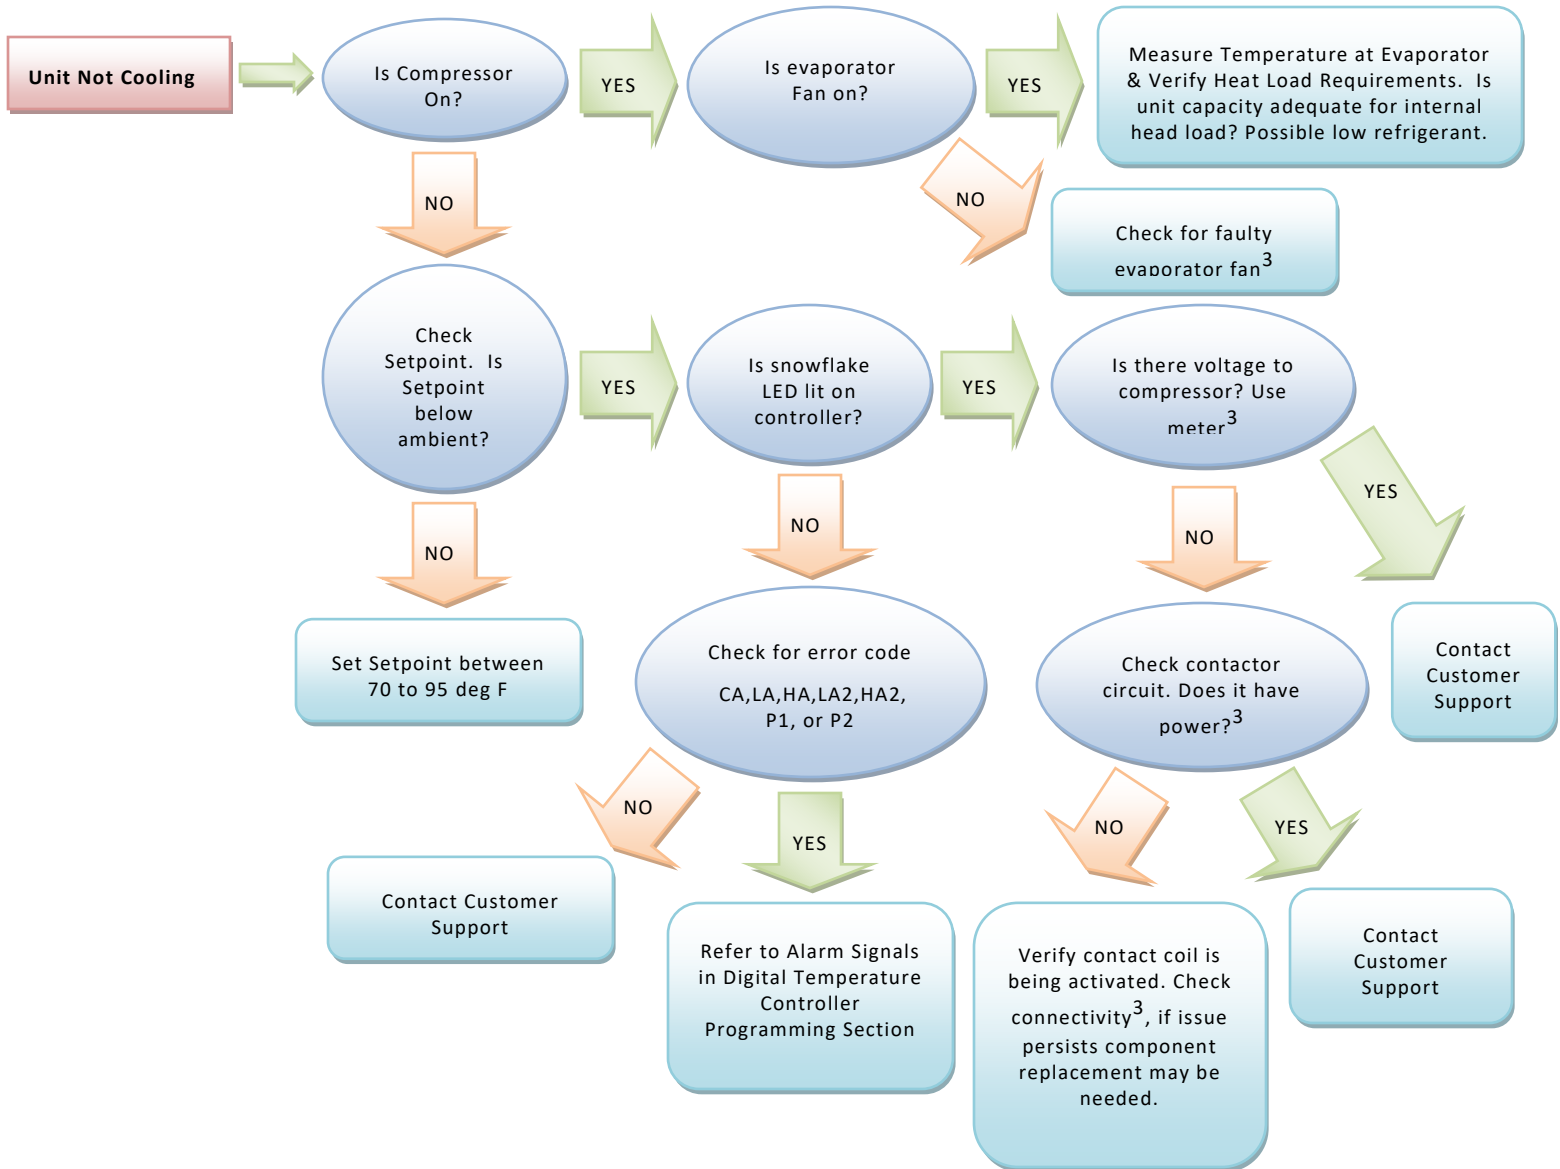 Unit Not Cooling
Is Compressor
On?
YES
Is evaporator
Fan on?
YES
Measure Temperature at Evaporator
& Verify Heat Load Requirements.  Is
unit capacity adequate for internal
head load? Possible low refrigerant.
NO
NO
Check for faulty
evaporator fan3
Check
Setpoint.  Is
Setpoint
below
ambient?
YES
Is snowflake
LED lit on
controller?
YES
Is there voltage to
compressor? Use
meter3
YES
NO
NO
NO
Set Setpoint between
70 to 95 deg F
Check for error code
CA,LA,HA,LA2,HA2,
P1, or P2
Check contactor
circuit. Does it have
power?3
Contact
Customer
Support
NO
YES
NO
YES
Contact Customer
Support
Refer to Alarm Signals
in Digital Temperature
Controller
Programming Section
Verify contact coil is
being activated. Check
connectivity3, if issue
persists component
replacement may be
needed.
Contact
Customer
Support